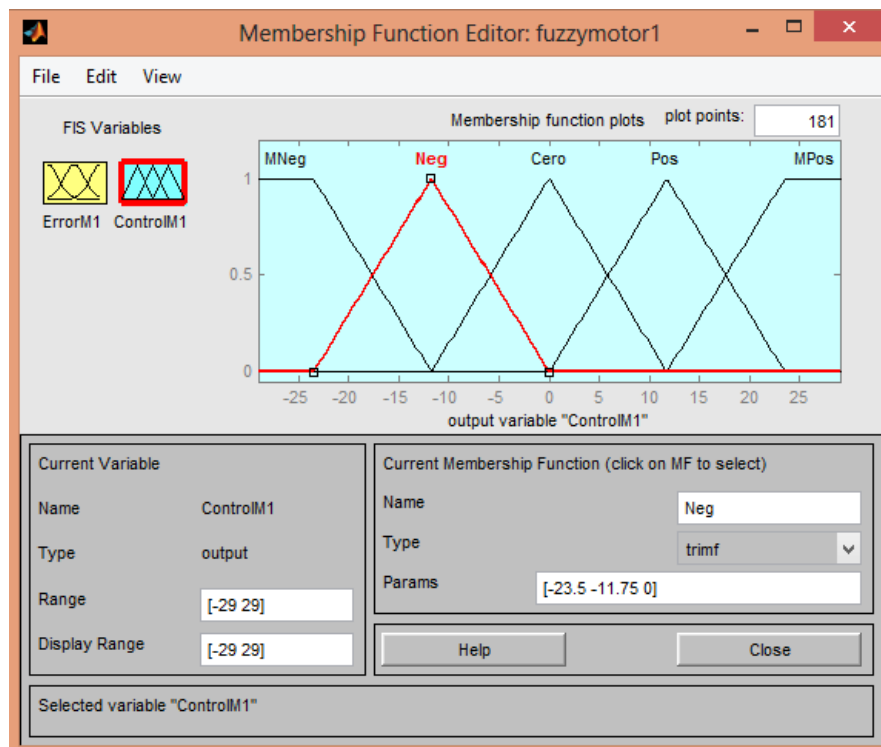 Membership Function Editor: fuzzymotor1
File Edit View
FIS Variables
Membership function plots plot points: 181
ErrorM1 ControlM1
MNeg Neg Cero Pos MPos
1
0.5
0
-25 -20 -15 -10 -5 0 5 10 15 20 25
output variable "ControlM1"
Current Variable
Name ControlM1
Type output
Range [-29 29]
Display Range [-29 29]
Current Membership Function (click on MF to select)
Name Neg
Type trimf
Params [-23.5 -11.75 0]
Help Close
Selected variable "ControlM1"